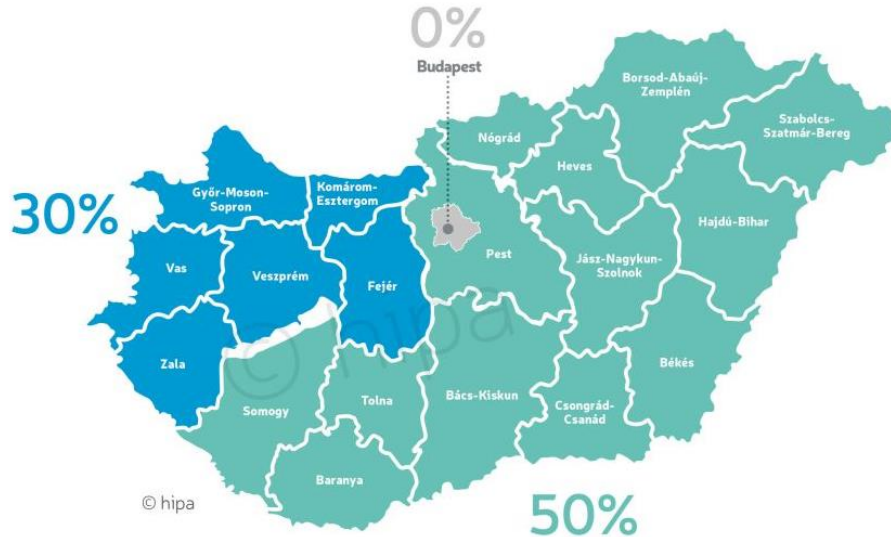 0%
Budapest
Borsod-Abaúj-
Zemplén
Szabolcs-
Szatmár-Bereg
Nógrád
Heves
Győr-Moson-
Sopron
Komárom-
Esztergom
30%
Hajdú-Bihar
Pest
Jász-Nagykun-
Szolnok
Vas
Veszprém
Fejér
© hipa
Zala
Békés
Somogy
Tolna
Bács-Kiskun
Csongrád-
Csanád
Baranya
© hipa
50%